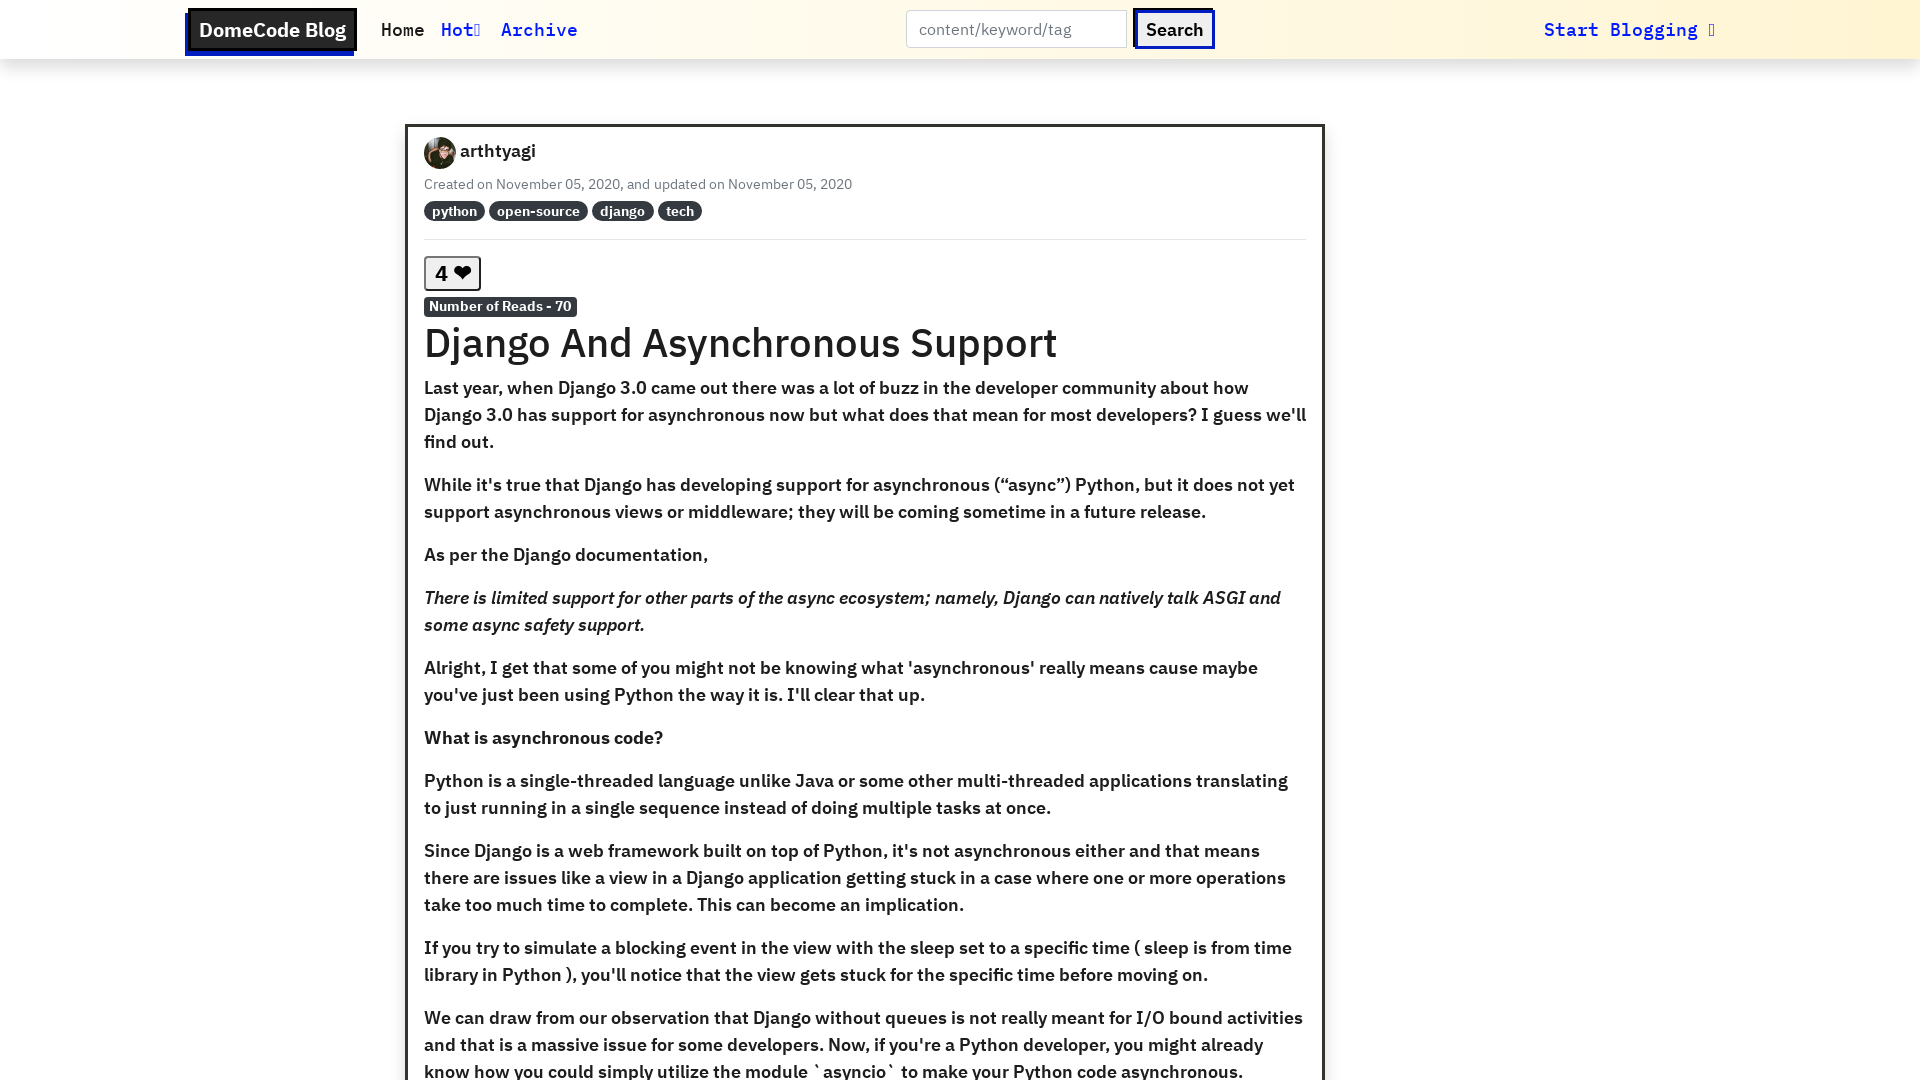 DomeCode Blog Home Hot Archive content/keyword/tag Search Start Blogging
arthtyagi
Created on November 05, 2020, and updated on November 05, 2020
python open-source django tech
4 ❤
Number of Reads - 70
Django And Asynchronous Support
Last year, when Django 3.0 came out there was a lot of buzz in the developer community about how
Django 3.0 has support for asynchronous now but what does that mean for most developers? I guess we'll
find out.
While it's true that Django has developing support for asynchronous (“async”) Python, but it does not yet
support asynchronous views or middleware; they will be coming sometime in a future release.
As per the Django documentation,
There is limited support for other parts of the async ecosystem; namely, Django can natively talk ASGI and
some async safety support.
Alright, I get that some of you might not be knowing what 'asynchronous' really means cause maybe
you've just been using Python the way it is. I'll clear that up.
What is asynchronous code?
Python is a single-threaded language unlike Java or some other multi-threaded applications translating
to just running in a single sequence instead of doing multiple tasks at once.
Since Django is a web framework built on top of Python, it's not asynchronous either and that means
there are issues like a view in a Django application getting stuck in a case where one or more operations
take too much time to complete. This can become an implication.
If you try to simulate a blocking event in the view with the sleep set to a specific time ( sleep is from time
library in Python ), you'll notice that the view gets stuck for the specific time before moving on.
We can draw from our observation that Django without queues is not really meant for I/O bound activities
and that is a massive issue for some developers. Now, if you're a Python developer, you might already
know how you could simply utilize the module `asyncio` to make your Python code asynchronous.